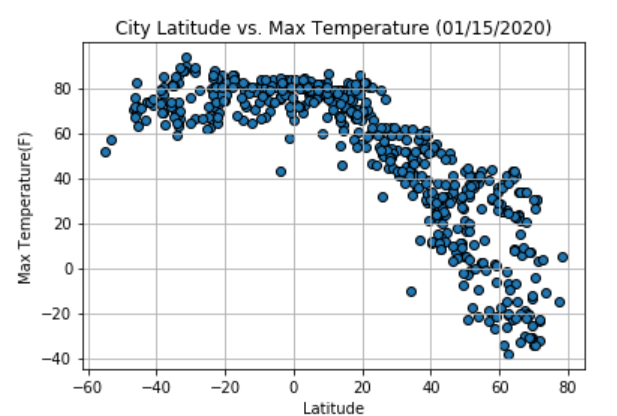 City Latitude vs. Max Temperature (01/15/2020)
Max Temperature(F)
80
60
40
20
0
−20
−40
−60 −40 −20 0 20 40 60 80
Latitude